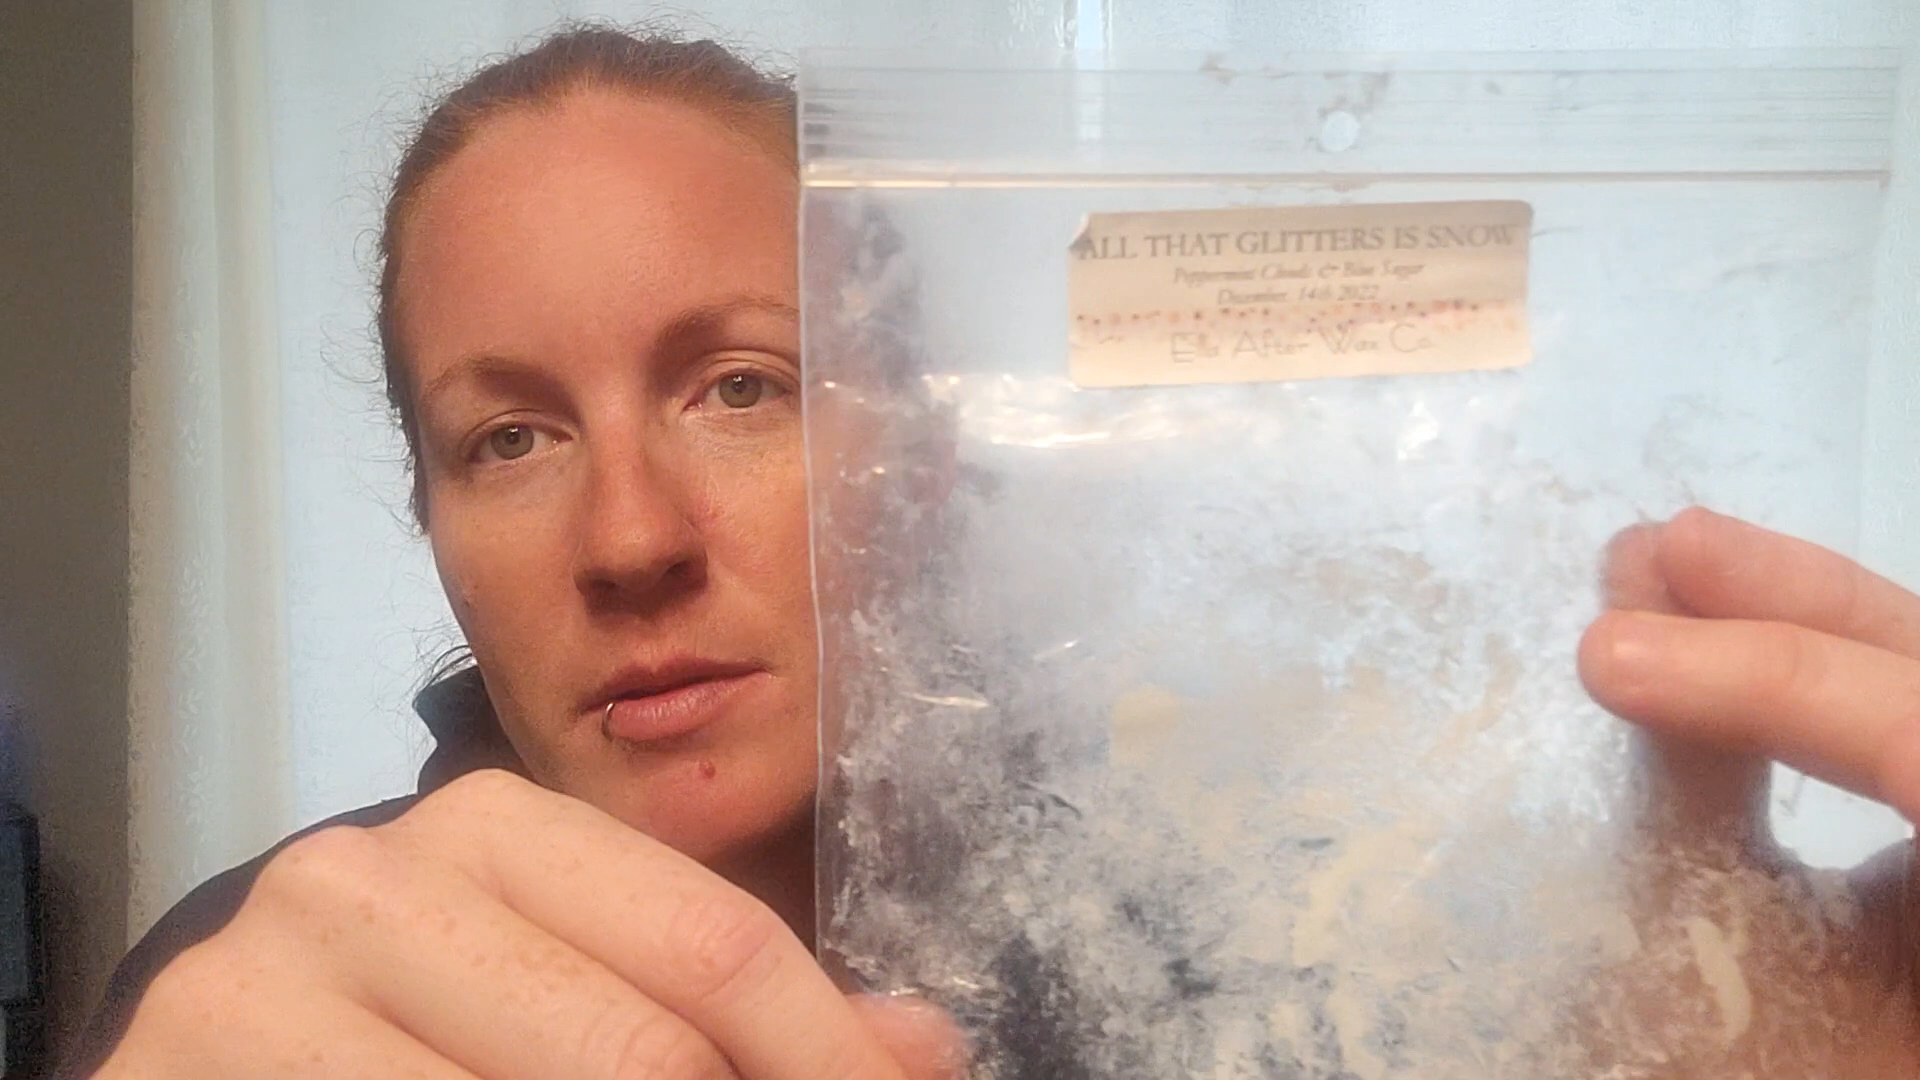 ALL THAT GLITTERS IS SNOW
Peppermint Clouds & Blue Sugar
December 14th 2022
Ella After Wax Co.